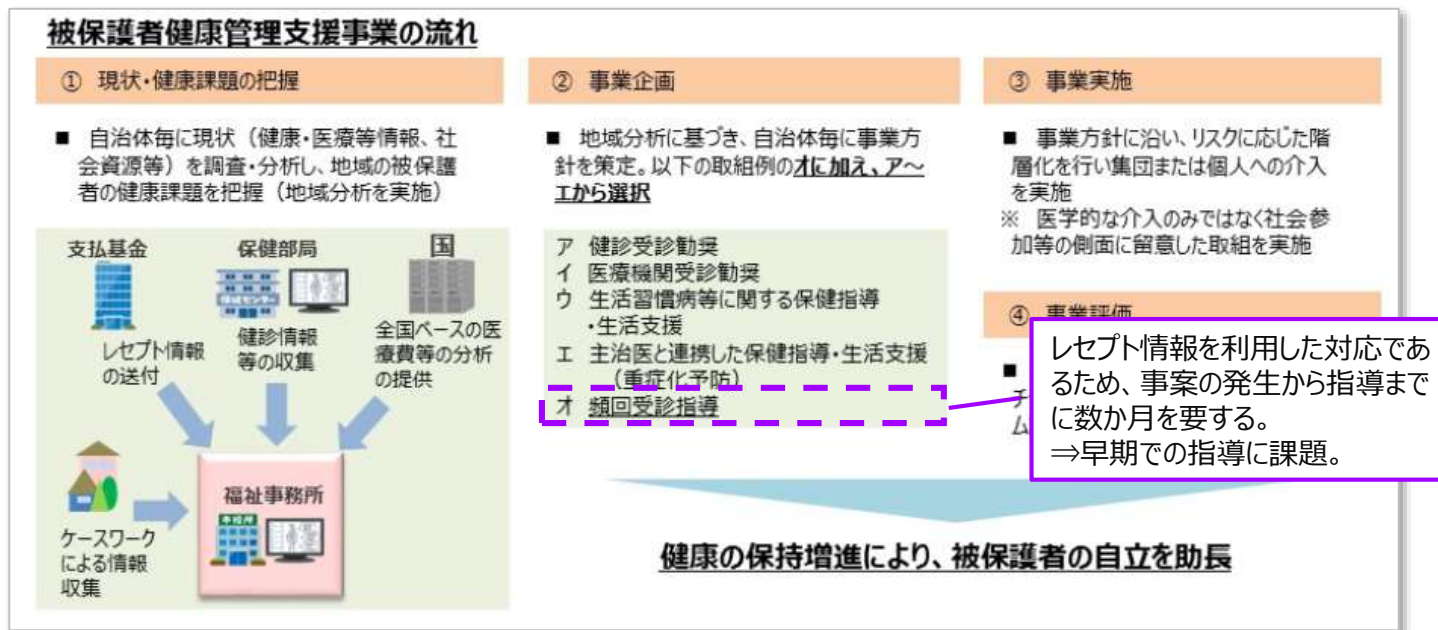 被保護者健康管理支援事業の流れ
① 現状・健康課題の把握
■ 自治体毎に現状（健康・医療等情報、社
会資源等）を調査・分析し、地域の被保護
者の健康課題を把握（地域分析を実施）
支払基金
保健部局
国
レセプト情報
の送付
健診情報
等の収集
全国ベースの医
療費等の分析
の提供
ケースワーク
による情報
収集
福祉事務所
② 事業企画
■ 地域分析に基づき、自治体毎に事業方
針を策定。以下の取組例のオに加え、ア～
エから選択
ア 健診受診勧奨
イ 医療機関受診勧奨
ウ 生活習慣病等に関する保健指導
・生活支援
エ 主治医と連携した保健指導・生活支援
（重症化予防）
オ 頻回受診指導
③ 事業実施
■ 事業方針に沿い、リスクに応じた階
層化を行い集団または個人への介入
を実施
※ 医学的な介入のみではなく社会参
加等の側面に留意した取組を実施
④ 事業評価
■
レセプト情報を利用した対応であ
るため、事案の発生から指導まで
に数か月を要する。
⇒早期での指導に課題。
健康の保持増進により、被保護者の自立を助長